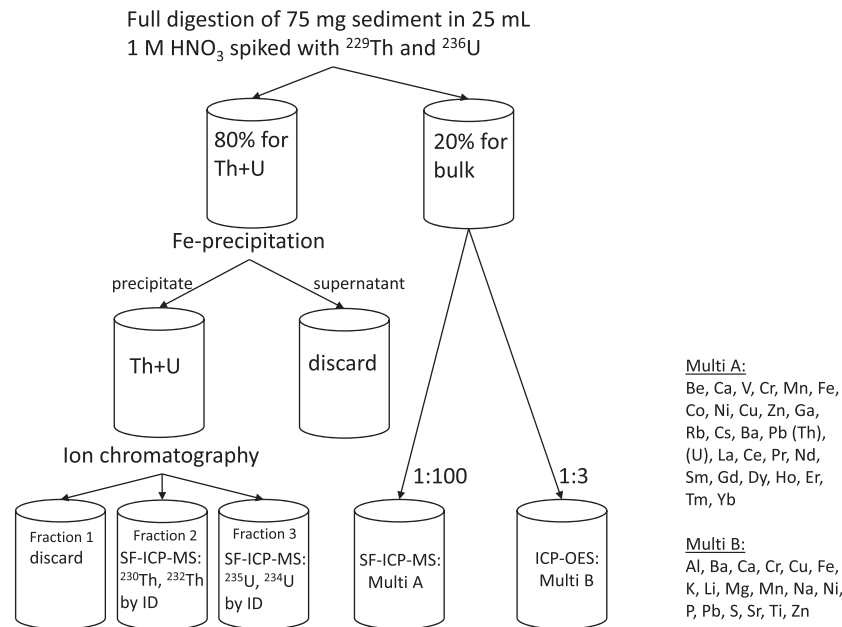 Full digestion of 75 mg sediment in 25 mL
1 M HNO₃ spiked with ²²⁹Th and ²³⁶U
80% for
Th+U
20% for
bulk
Fe-precipitation
precipitate
supernatant
Th+U
discard
Ion chromatography
1:100
1:3
Fraction 1
discard
Fraction 2
SF-ICP-MS:
²³⁰Th, ²³²Th
by ID
Fraction 3
SF-ICP-MS:
²³⁵U, ²³⁴U
by ID
SF-ICP-MS:
Multi A
ICP-OES:
Multi B
Multi A:
Be, Ca, V, Cr, Mn, Fe,
Co, Ni, Cu, Zn, Ga,
Rb, Cs, Ba, Pb (Th),
(U), La, Ce, Pr, Nd,
Sm, Gd, Dy, Ho, Er,
Tm, Yb
Multi B:
Al, Ba, Ca, Cr, Cu, Fe,
K, Li, Mg, Mn, Na, Ni,
P, Pb, S, Sr, Ti, Zn